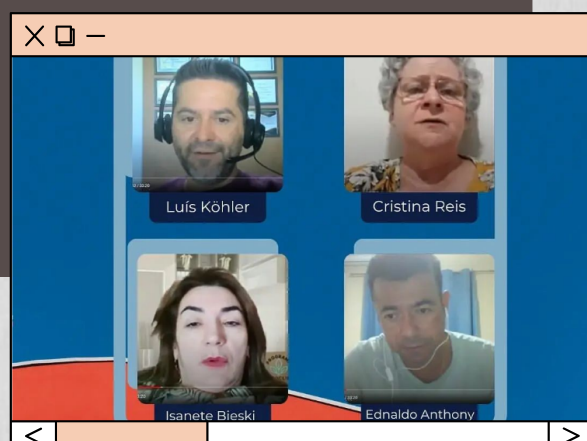 Luís Köhler
Cristina Reis
Isanete Bieski
Ednaldo Anthony